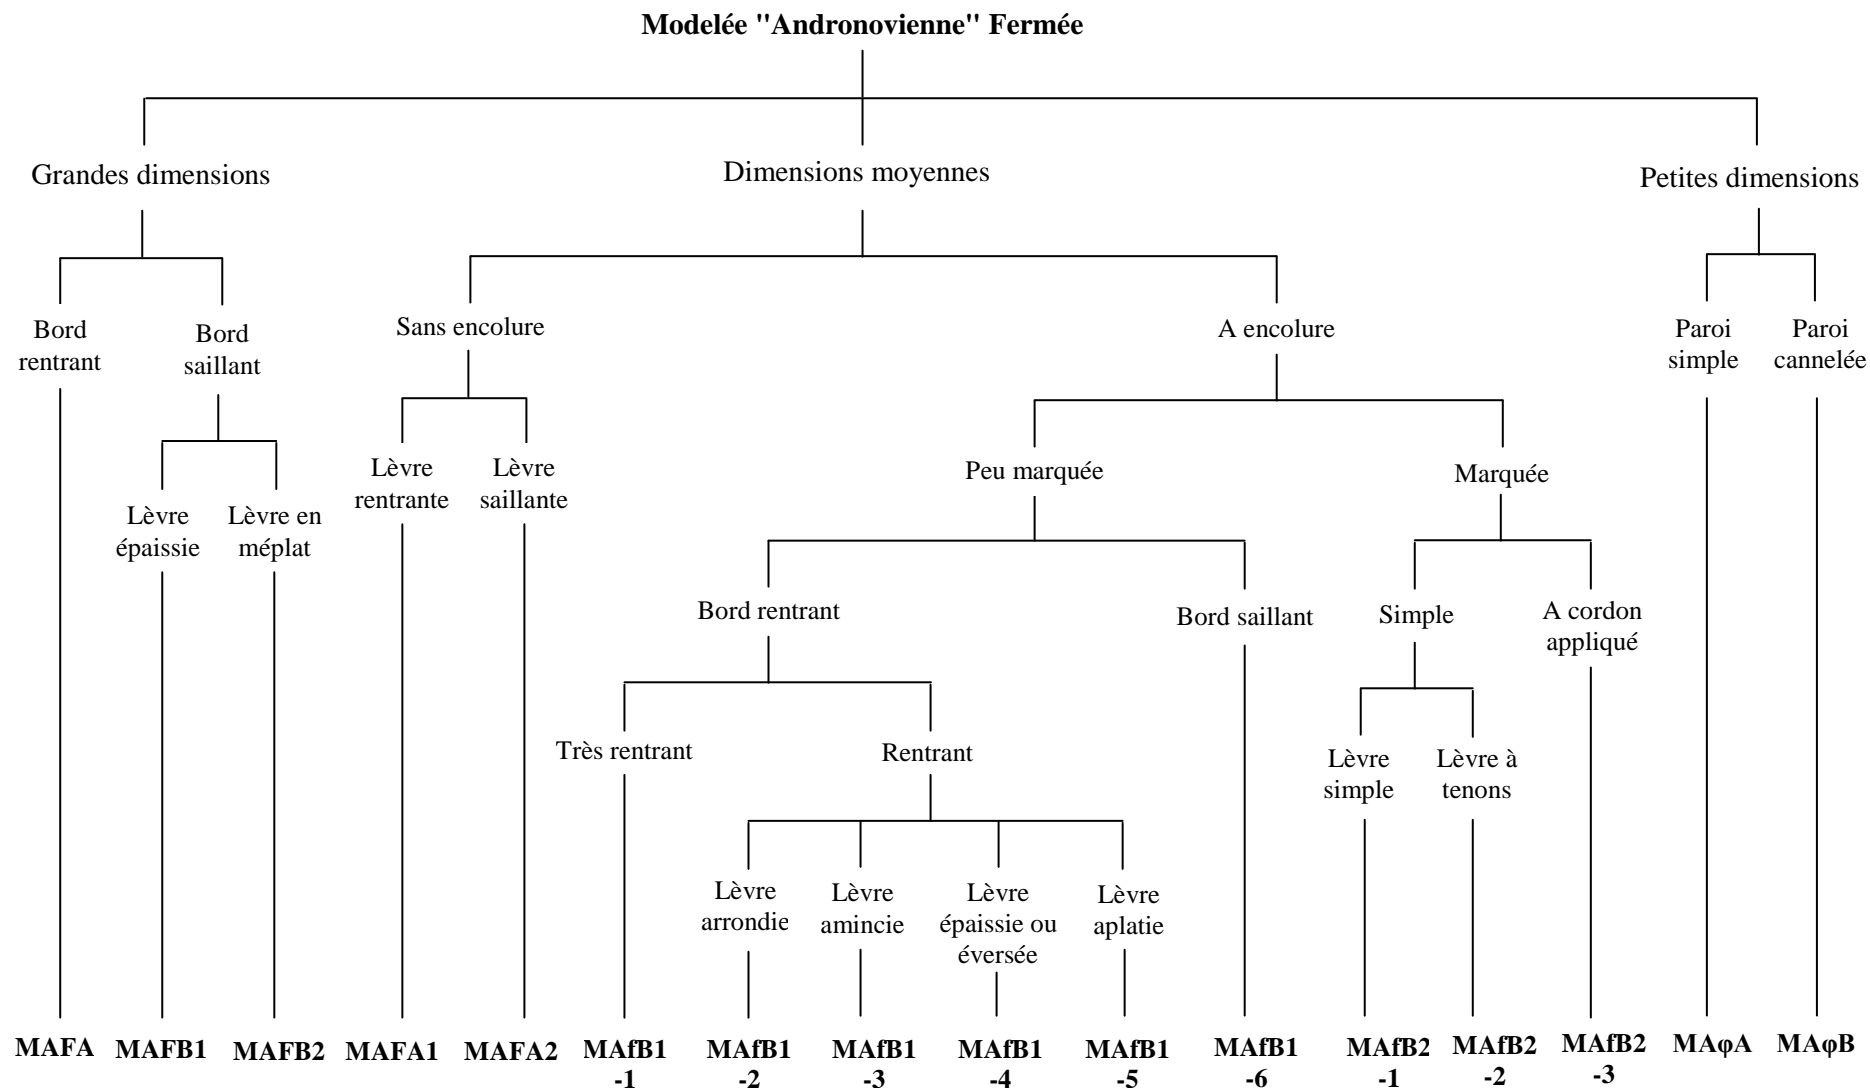 Modelée "Andronovienne" Fermée
Grandes dimensions
Dimensions moyennes
Petites dimensions
Bord
rentrant
Bord
saillant
Sans encolure
A encolure
Paroi
simple
Paroi
cannelée
Lèvre
épaissie
Lèvre en
méplat
Lèvre
rentrante
Lèvre
saillante
Peu marquée
Marquée
Bord rentrant
Bord saillant
Simple
A cordon
appliqué
Très rentrant
Rentrant
Lèvre
simple
Lèvre à
tenons
Lèvre
arrondie
Lèvre
amincie
Lèvre
épaissie ou
éversée
Lèvre
aplatie
MAFA
MAFB1
MAFB2
MAFA1
MAFA2
MAfB1
-1
MAfB1
-2
MAfB1
-3
MAfB1
-4
MAfB1
-5
MAfB1
-6
MAfB2
-1
MAfB2
-2
MAfB2
-3
MAφA
MAφB